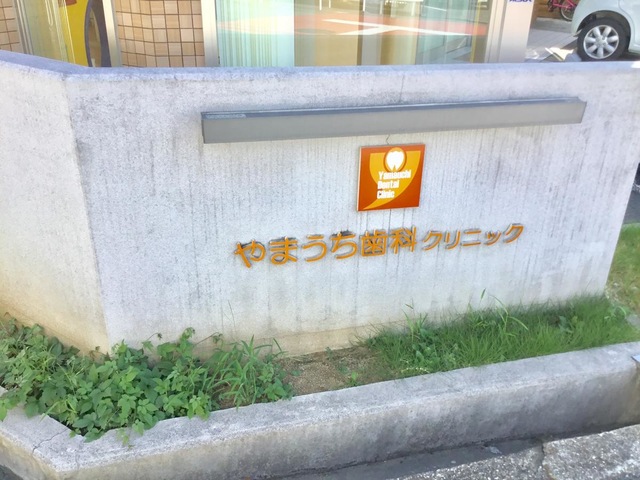 Yamauchi
Dental
Clinic
やまうち歯科クリニック